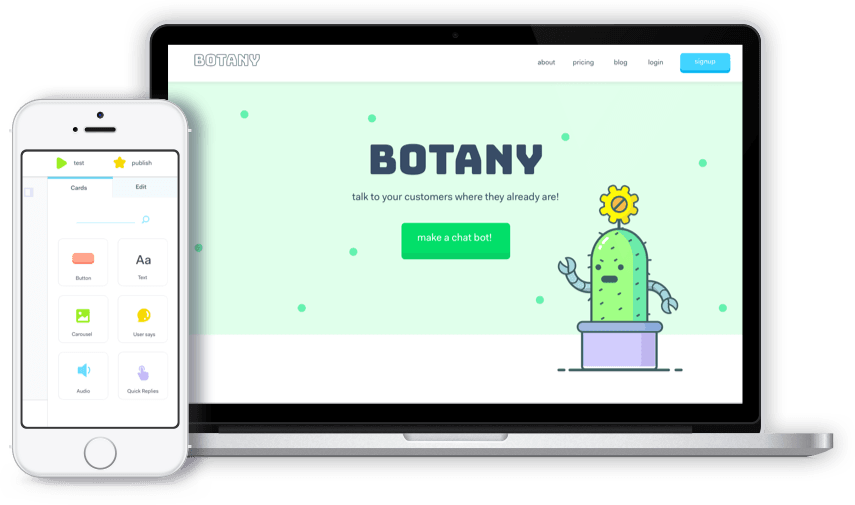 BOTANY
about pricing blog login signup
BOTANY
talk to your customers where they already are!
make a chat bot!
test publish
Cards Edit
Button Text
Aa
Carousel User says
Audio Quick Replies